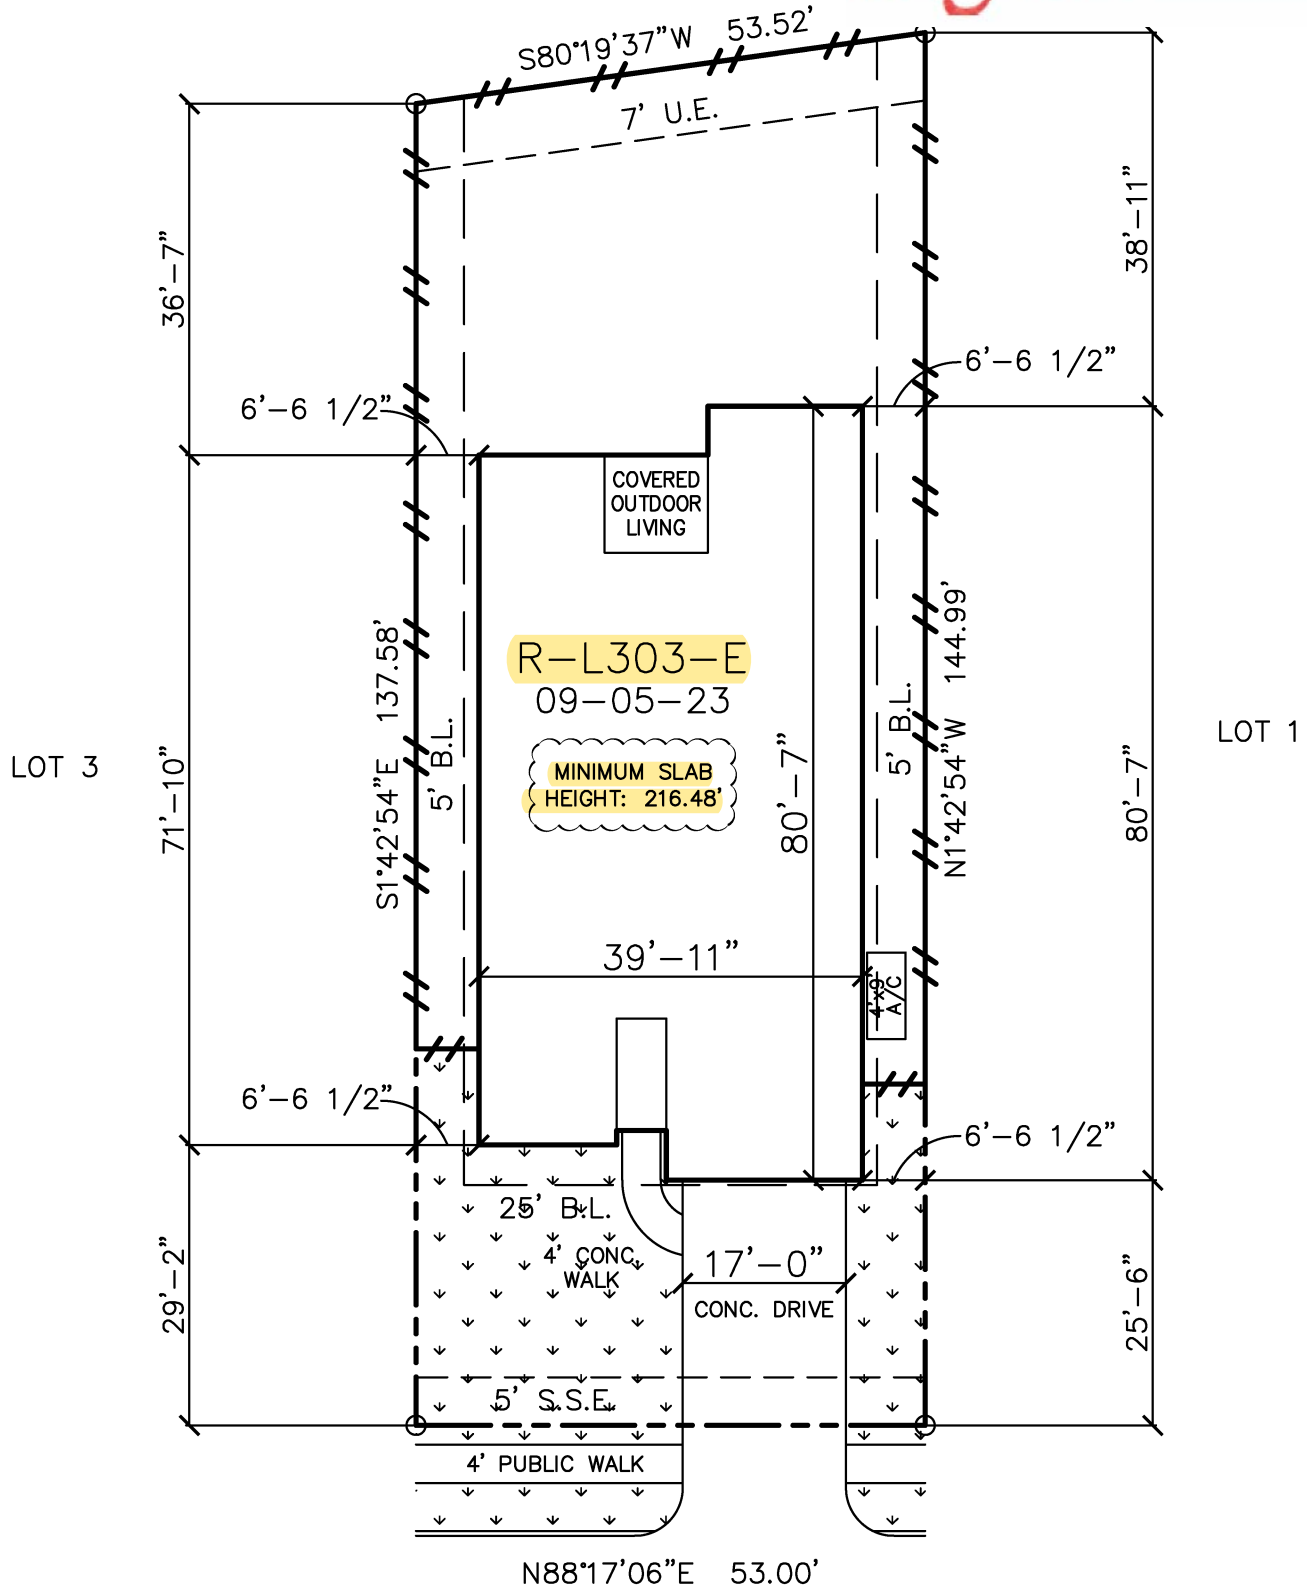 S80°19'37"W 53.52'
7' U.E.
36'-7"
38'-11"
6'-6 1/2"
6'-6 1/2"
COVERED
OUTDOOR
LIVING
R-L303-E
09-05-23
MINIMUM SLAB
HEIGHT: 216.48'
LOT 3
LOT 1
71'-10"
S1°42'54"E 137.58'
5' B.L.
80'-7"
5' B.L.
N1°42'54"W 144.99'
80'-7"
39'-11"
4'x9'
A/C
6'-6 1/2"
6'-6 1/2"
25' B.L.
4' CONC.
WALK
17'-0"
CONC. DRIVE
29'-2"
25'-6"
5' S.S.E.
4' PUBLIC WALK
N88°17'06"E 53.00'